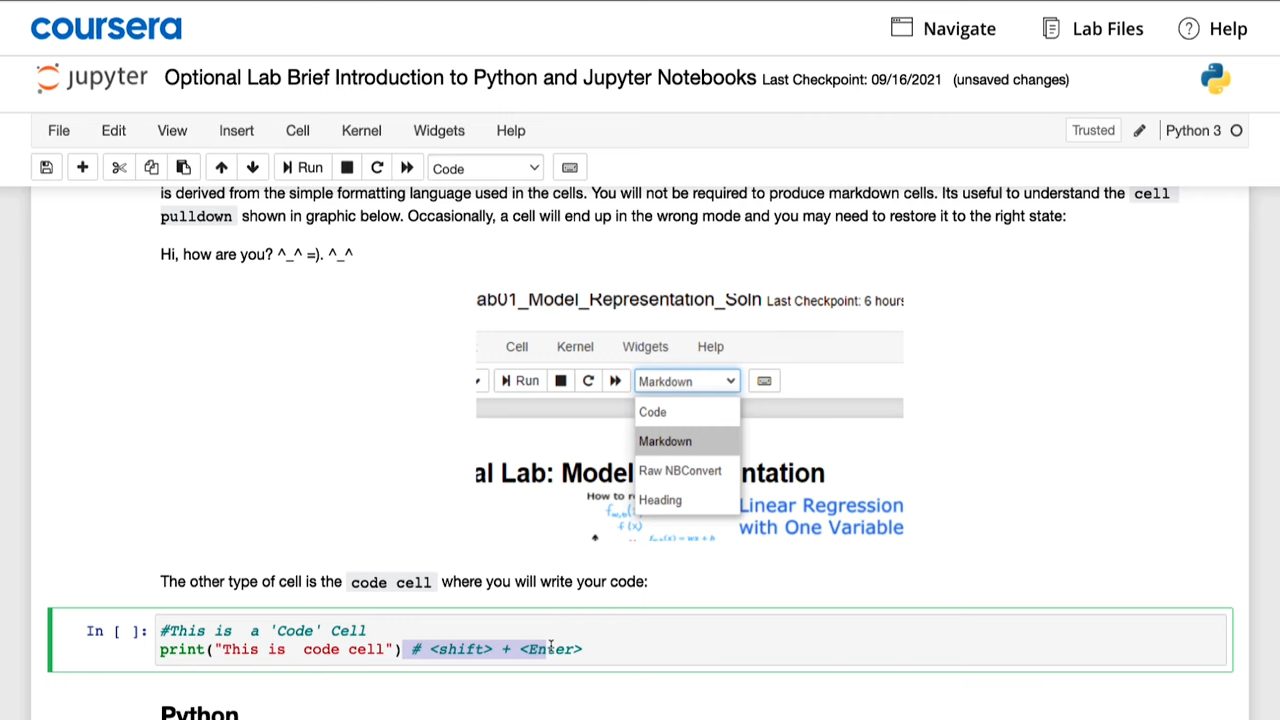 coursera
Navigate
Lab Files
Help
jupyter Optional Lab Brief Introduction to Python and Jupyter Notebooks Last Checkpoint: 09/16/2021 (unsaved changes)
File Edit View Insert Cell Kernel Widgets Help
Trusted Python 3
Run Code
is derived from the simple formatting language used in the cells. You will not be required to produce markdown cells. Its useful to understand the cell
pulldown shown in graphic below. Occasionally, a cell will end up in the wrong mode and you may need to restore it to the right state:
Hi, how are you? ^_^ =). ^_^
ab01_Model_Representation_Soln Last Checkpoint: 6 hours
Cell Kernel Widgets Help
Run Markdown
Code
Markdown
Raw NBConvert
Heading
al Lab: Model ntation
How to r
Linear Regression
with One Variable
f(x)
The other type of cell is the code cell where you will write your code:
In [ ]: #This is  a 'Code' Cell
print("This is  code cell") # <shift> + <Enter>
Python